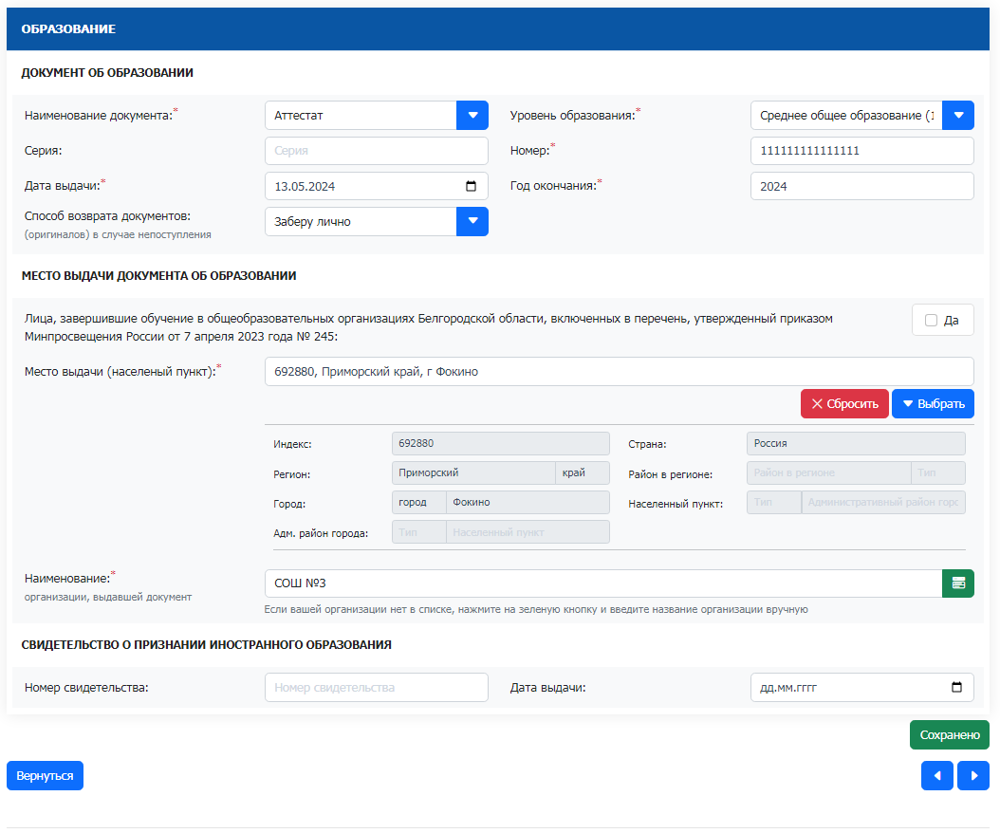 ОБРАЗОВАНИЕ
ДОКУМЕНТ ОБ ОБРАЗОВАНИИ
Наименование документа:* Аттестат Уровень образования:* Среднее общее образование (1
Серия: Серия Номер:* 111111111111111
Дата выдачи:* 13.05.2024 Год окончания:* 2024
Способ возврата документов: Заберу лично
(оригиналов) в случае непоступления
МЕСТО ВЫДАЧИ ДОКУМЕНТА ОБ ОБРАЗОВАНИИ
Лица, завершившие обучение в общеобразовательных организациях Белгородской области, включенных в перечень, утвержденный приказом
Минпросвещения России от 7 апреля 2023 года № 245: Да
Место выдачи (населеный пункт):* 692880, Приморский край, г Фокино
Сбросить Выбрать
Индекс: 692880 Страна: Россия
Регион: Приморский край Район в регионе: Район в регионе Тип
Город: город Фокино Населенный пункт: Тип Административный район горс
Адм. район города: Тип Населенный пункт
Наименование:* СОШ №3
организации, выдавшей документ
Если вашей организации нет в списке, нажмите на зеленую кнопку и введите название организации вручную
СВИДЕТЕЛЬСТВО О ПРИЗНАНИИ ИНОСТРАННОГО ОБРАЗОВАНИЯ
Номер свидетельства: Номер свидетельства Дата выдачи: дд.мм.гггг
Сохранено
Вернуться